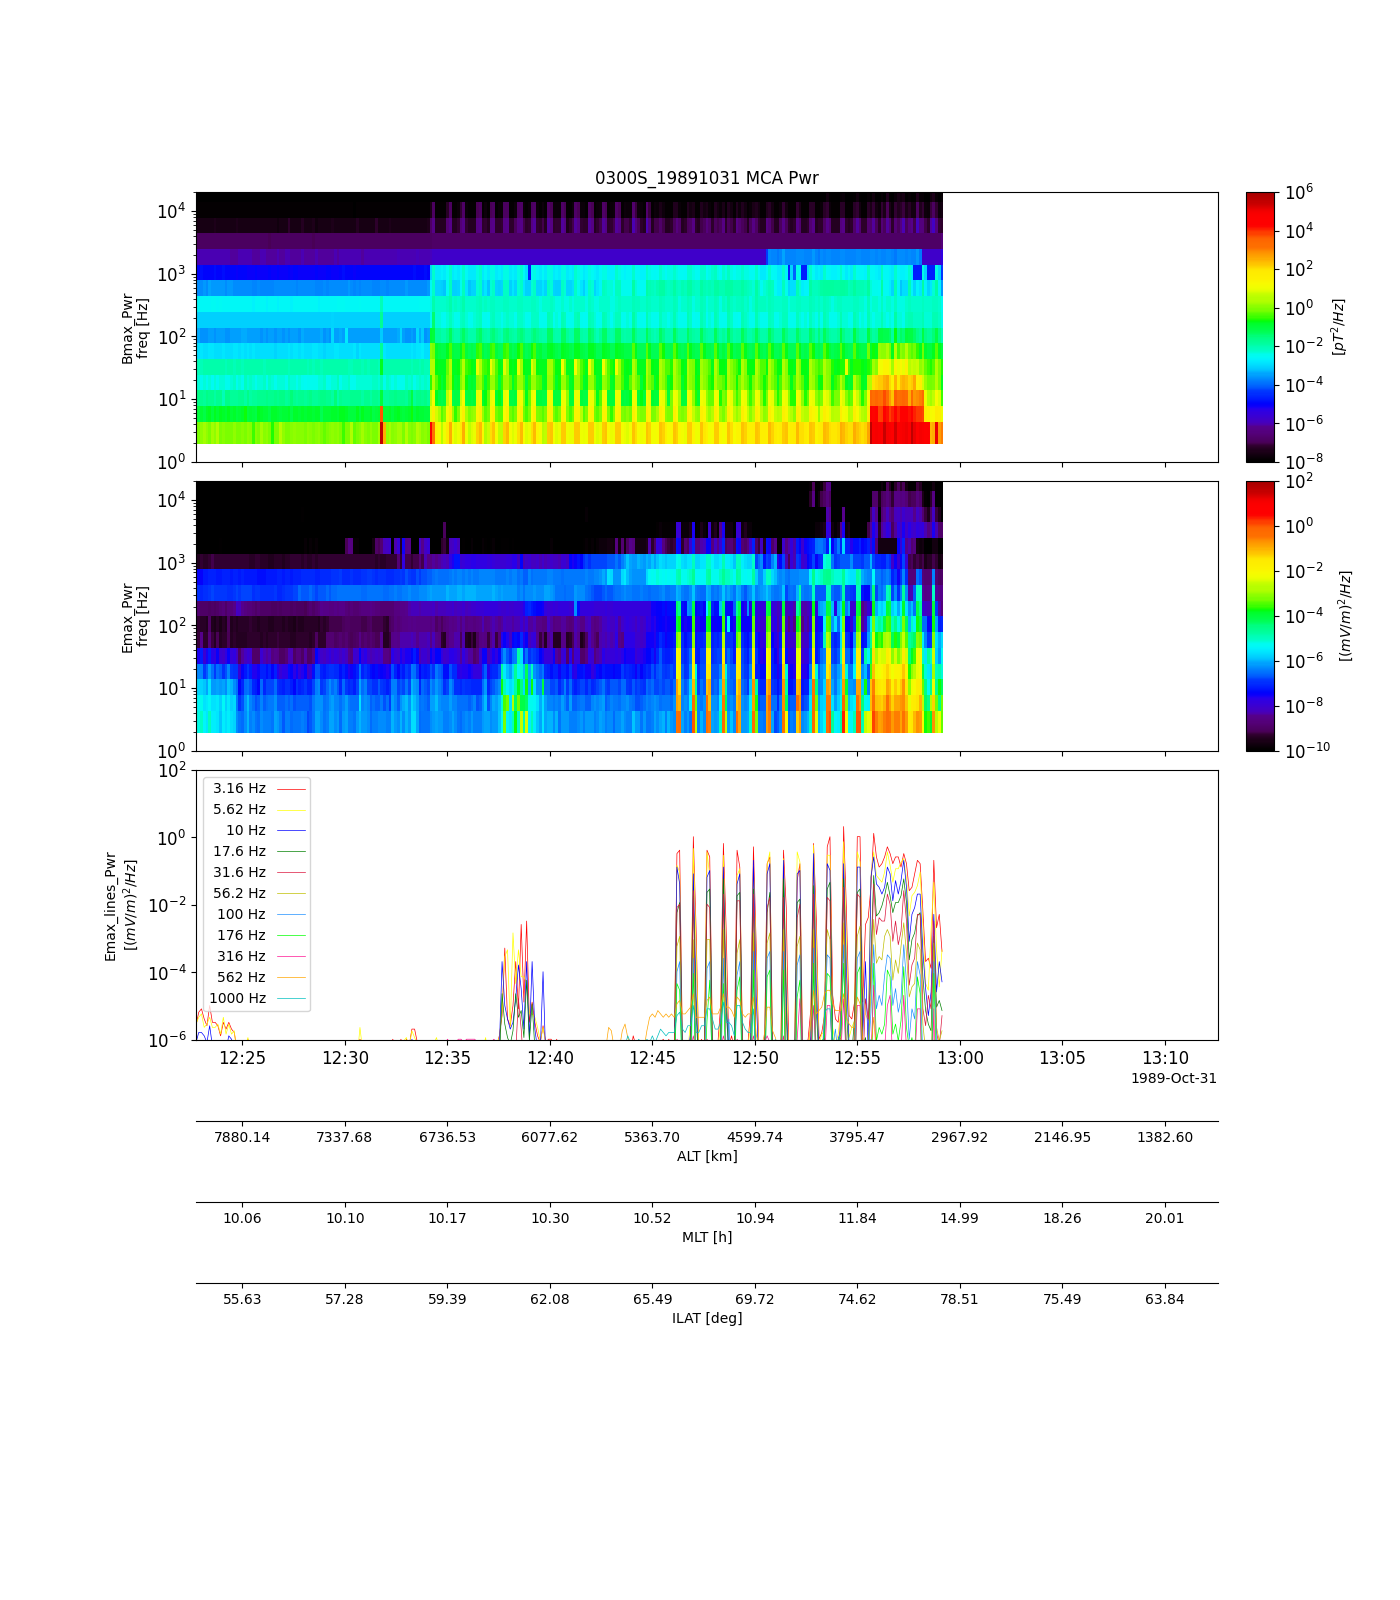 0300S_19891031 MCA Pwr
10^4
10^3
10^2
10^1
10^0
Bmax_Pwr
freq [Hz]
10^6
10^4
10^2
10^0
10^-2
10^-4
10^-6
10^-8
[pT^2/Hz]
10^4
10^3
10^2
10^1
10^0
Emax_Pwr
freq [Hz]
10^2
10^0
10^-2
10^-4
10^-6
10^-8
10^-10
[(mV/m)^2/Hz]
10^2
10^0
10^-2
10^-4
10^-6
Emax_lines_Pwr
[(mV/m)^2/Hz]
3.16 Hz
5.62 Hz
10 Hz
17.6 Hz
31.6 Hz
56.2 Hz
100 Hz
176 Hz
316 Hz
562 Hz
1000 Hz
12:25 12:30 12:35 12:40 12:45 12:50 12:55 13:00 13:05 13:10
1989-Oct-31
7880.14 7337.68 6736.53 6077.62 5363.70 4599.74 3795.47 2967.92 2146.95 1382.60
ALT [km]
10.06 10.10 10.17 10.30 10.52 10.94 11.84 14.99 18.26 20.01
MLT [h]
55.63 57.28 59.39 62.08 65.49 69.72 74.62 78.51 75.49 63.84
ILAT [deg]